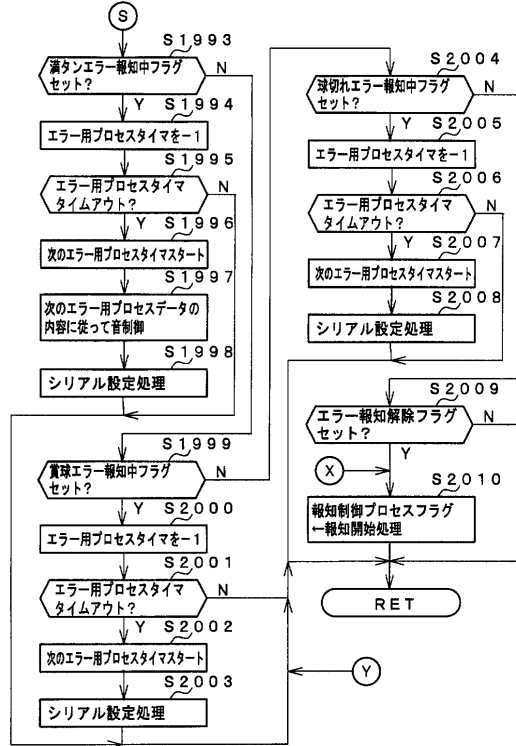 S
S1993
満タンエラー報知中フラグ
セット?
N
Y
S1994
エラー用プロセスタイマを−1
S1995
エラー用プロセスタイマ
タイムアウト?
N
Y
S1996
次のエラー用プロセスタイマスタート
S1997
次のエラー用プロセスデータの
内容に従って音制御
S1998
シリアル設定処理
S1999
賞球エラー報知中フラグ
セット?
N
Y
S2000
エラー用プロセスタイマを−1
S2001
エラー用プロセスタイマ
タイムアウト?
N
Y
S2002
次のエラー用プロセスタイマスタート
S2003
シリアル設定処理
S2004
球切れエラー報知中フラグ
セット?
N
Y
S2005
エラー用プロセスタイマを−1
S2006
エラー用プロセスタイマ
タイムアウト?
N
Y
S2007
次のエラー用プロセスタイマスタート
S2008
シリアル設定処理
S2009
エラー報知解除フラグ
セット?
N
Y
X
S2010
報知制御プロセスフラグ
←報知開始処理
RET
Y